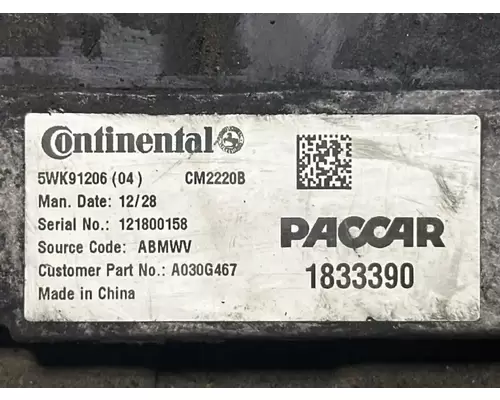 Continental
5WK91206 (04) CM2220B
Man. Date: 12/28
Serial No.: 121800158
Source Code: ABMWV
Customer Part No.: A030G467
Made in China
PACCAR
1833390